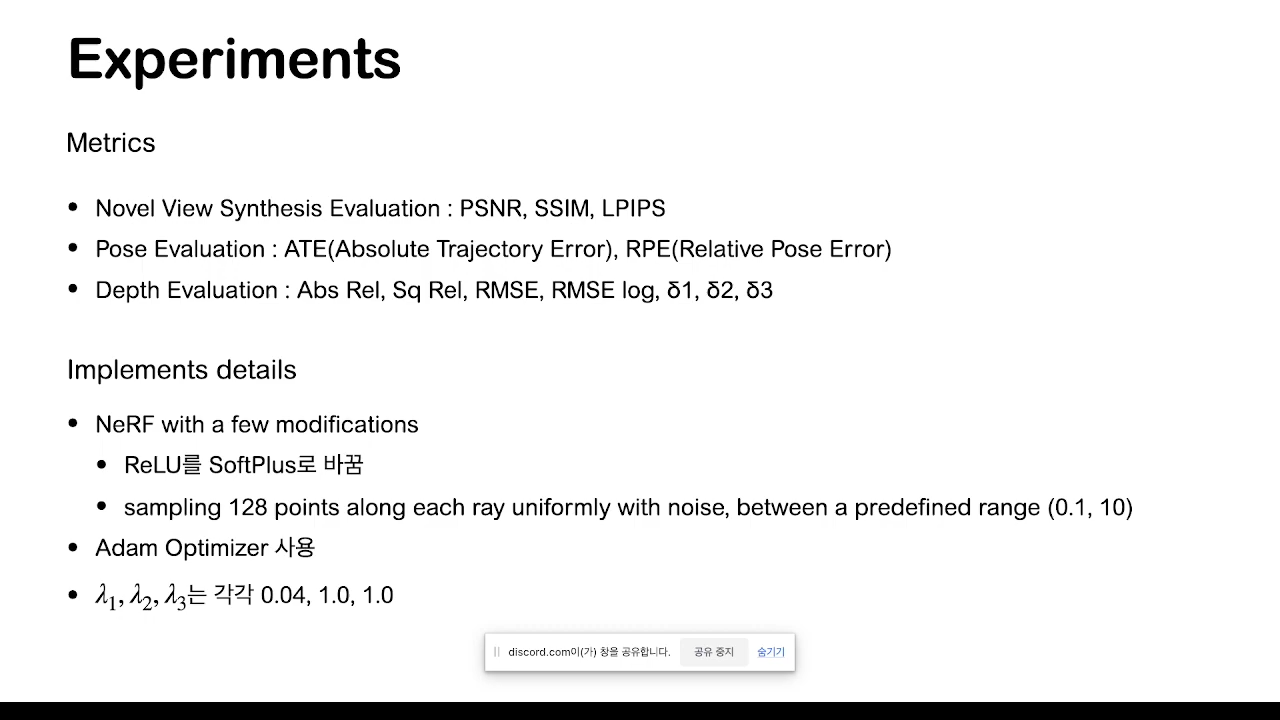 Experiments
Metrics
• Novel View Synthesis Evaluation : PSNR, SSIM, LPIPS
• Pose Evaluation : ATE(Absolute Trajectory Error), RPE(Relative Pose Error)
• Depth Evaluation : Abs Rel, Sq Rel, RMSE, RMSE log, δ1, δ2, δ3
Implements details
• NeRF with a few modifications
• ReLU를 SoftPlus로 바꿈
• sampling 128 points along each ray uniformly with noise, between a predefined range (0.1, 10)
• Adam Optimizer 사용
• λ1, λ2, λ3는 각각 0.04, 1.0, 1.0
discord.com이(가) 창을 공유합니다. 공유 중지 숨기기